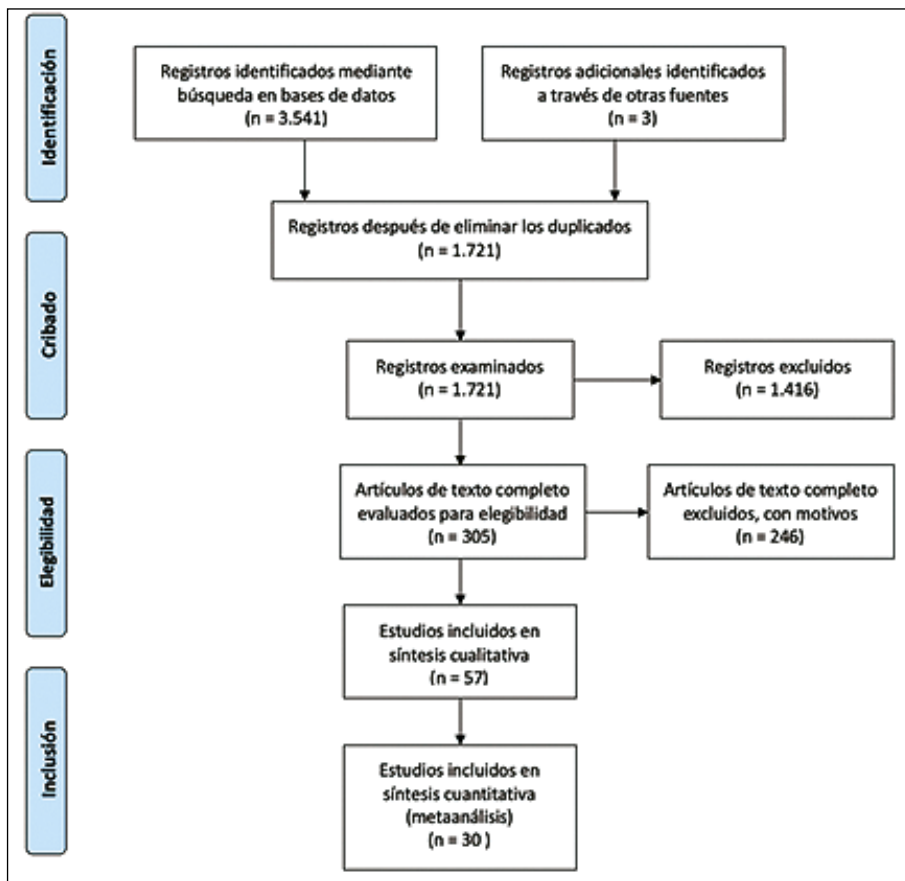 Identificación
Registros identificados mediante
búsqueda en bases de datos
(n = 3.541)
Registros adicionales identificados
a través de otras fuentes
(n = 3)
Registros después de eliminar los duplicados
(n = 1.721)
Cribado
Registros examinados
(n = 1.721)
Registros excluidos
(n = 1.416)
Elegibilidad
Artículos de texto completo
evaluados para elegibilidad
(n = 305)
Artículos de texto completo
excluidos, con motivos
(n = 246)
Estudios incluidos en
síntesis cualitativa
(n = 57)
Inclusión
Estudios incluidos en
síntesis cuantitativa
(metaanálisis)
(n = 30 )